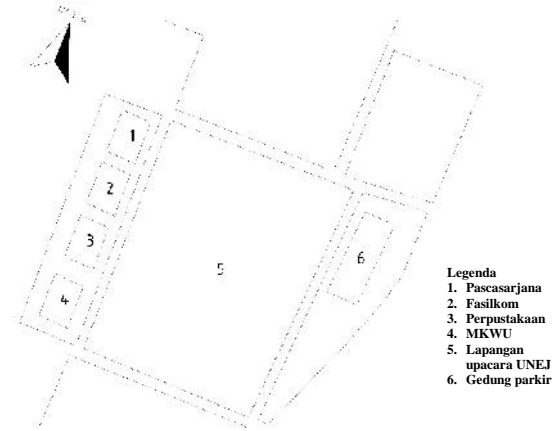 1
2
3
4
5
6
Legenda
1. Pascasarjana
2. Fasilkom
3. Perpustakaan
4. MKWU
5. Lapangan
upacara UNEJ
6. Gedung parkir